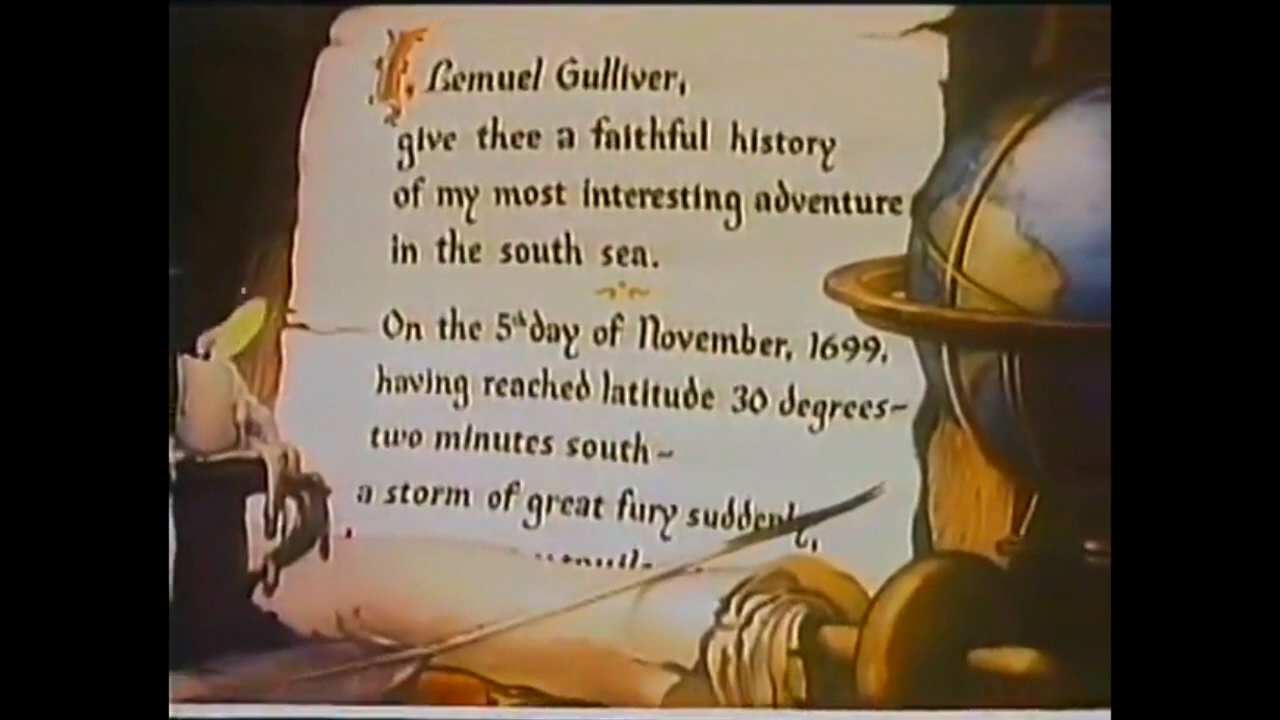 I, Lemuel Gulliver,
give thee a faithful history
of my most interesting adventure
in the south sea.
On the 5th day of November, 1699,
having reached latitude 30 degrees-
two minutes south-
a storm of great fury suddenly,